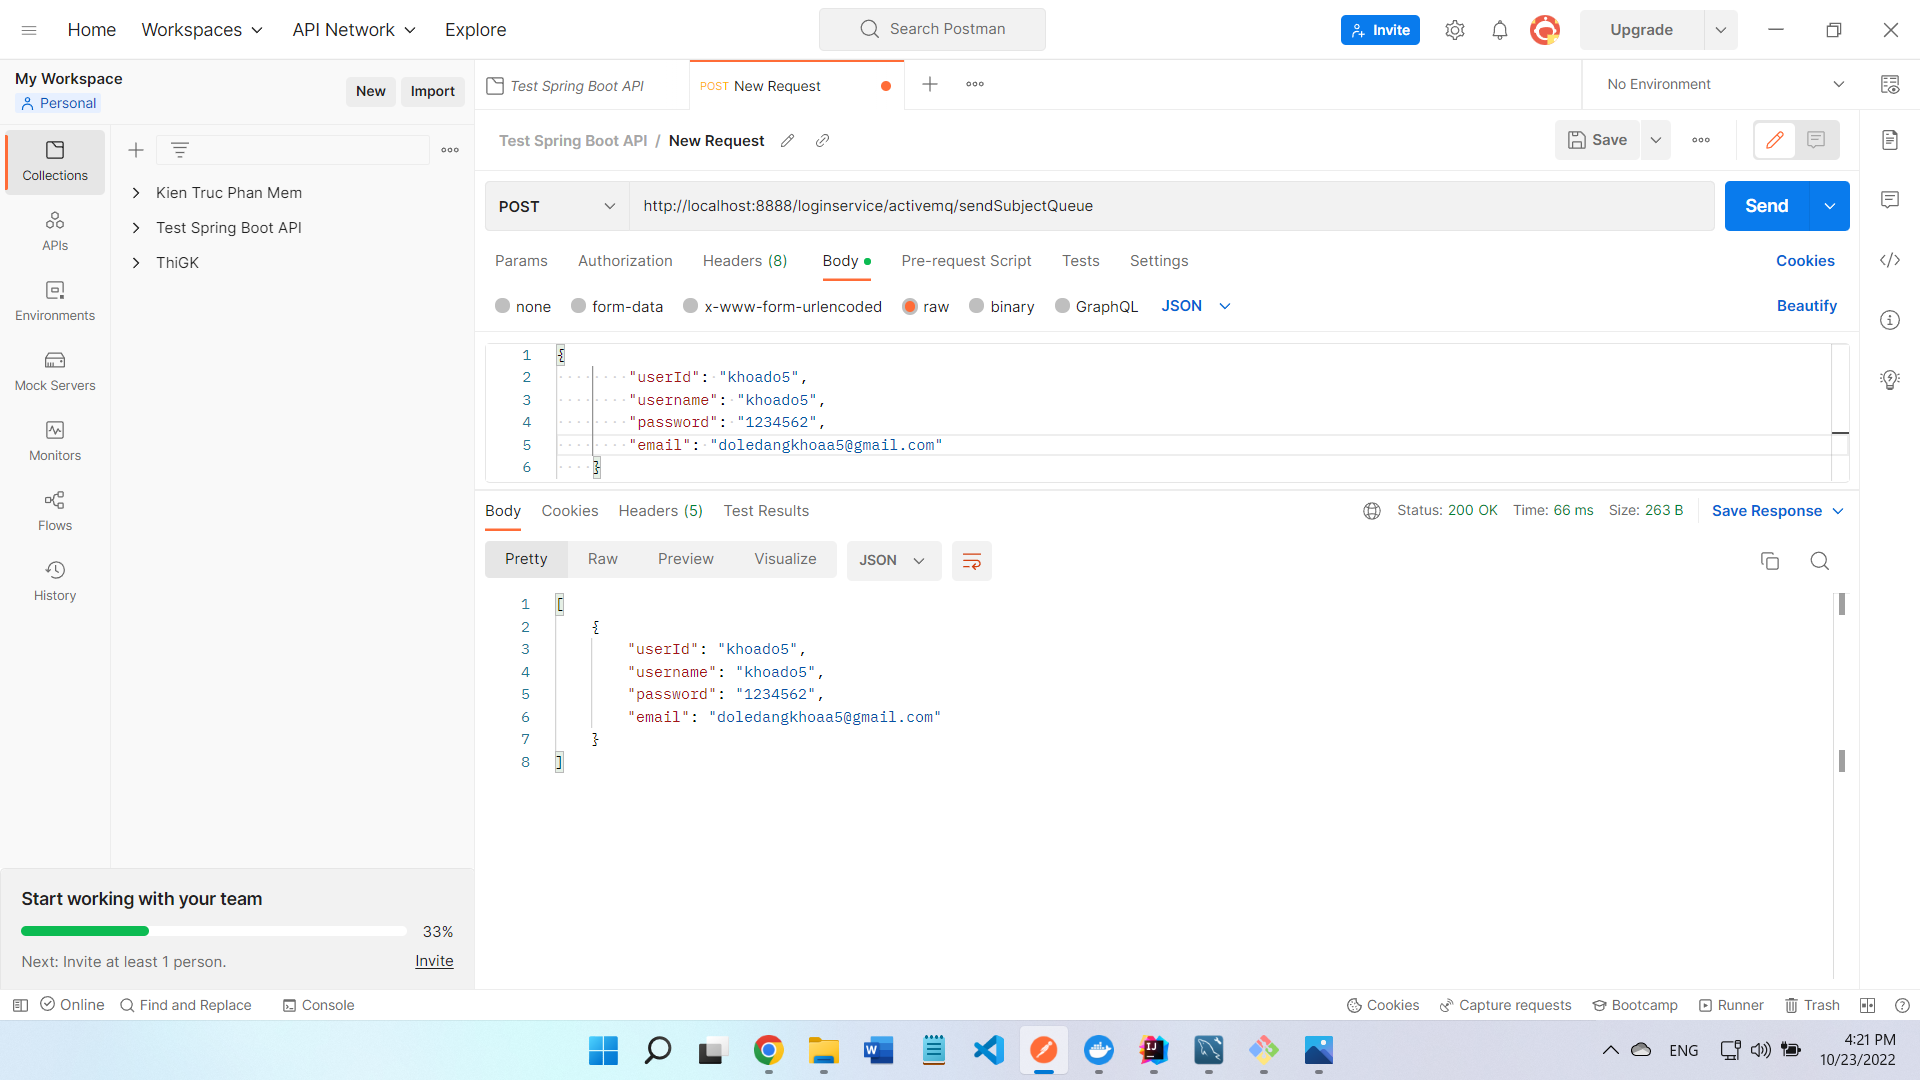 Home
Workspaces
API Network
Explore
Search Postman
Invite
Upgrade
My Workspace
Personal
New
Import
Test Spring Boot API
POST New Request
No Environment
Test Spring Boot API / New Request
Save
Collections
APIs
Environments
Mock Servers
Monitors
Flows
History
Kien Truc Phan Mem
Test Spring Boot API
ThiGK
POST
http://localhost:8888/loginservice/activemq/sendSubjectQueue
Send
Params
Authorization
Headers (8)
Body
Pre-request Script
Tests
Settings
Cookies
none
form-data
x-www-form-urlencoded
raw
binary
GraphQL
JSON
Beautify
1 {
2 "userId": "khoado5",
3 "username": "khoado5",
4 "password": "1234562",
5 "email": "doledangkhoaa5@gmail.com"
6 }
Body
Cookies
Headers (5)
Test Results
Status: 200 OK
Time: 66 ms
Size: 263 B
Save Response
Pretty
Raw
Preview
Visualize
JSON
1 [
2 {
3 "userId": "khoado5",
4 "username": "khoado5",
5 "password": "1234562",
6 "email": "doledangkhoaa5@gmail.com"
7 }
8 ]
Start working with your team
33%
Next: Invite at least 1 person.
Invite
Online
Find and Replace
Console
Cookies
Capture requests
Bootcamp
Runner
Trash
ENG
4:21 PM
10/23/2022